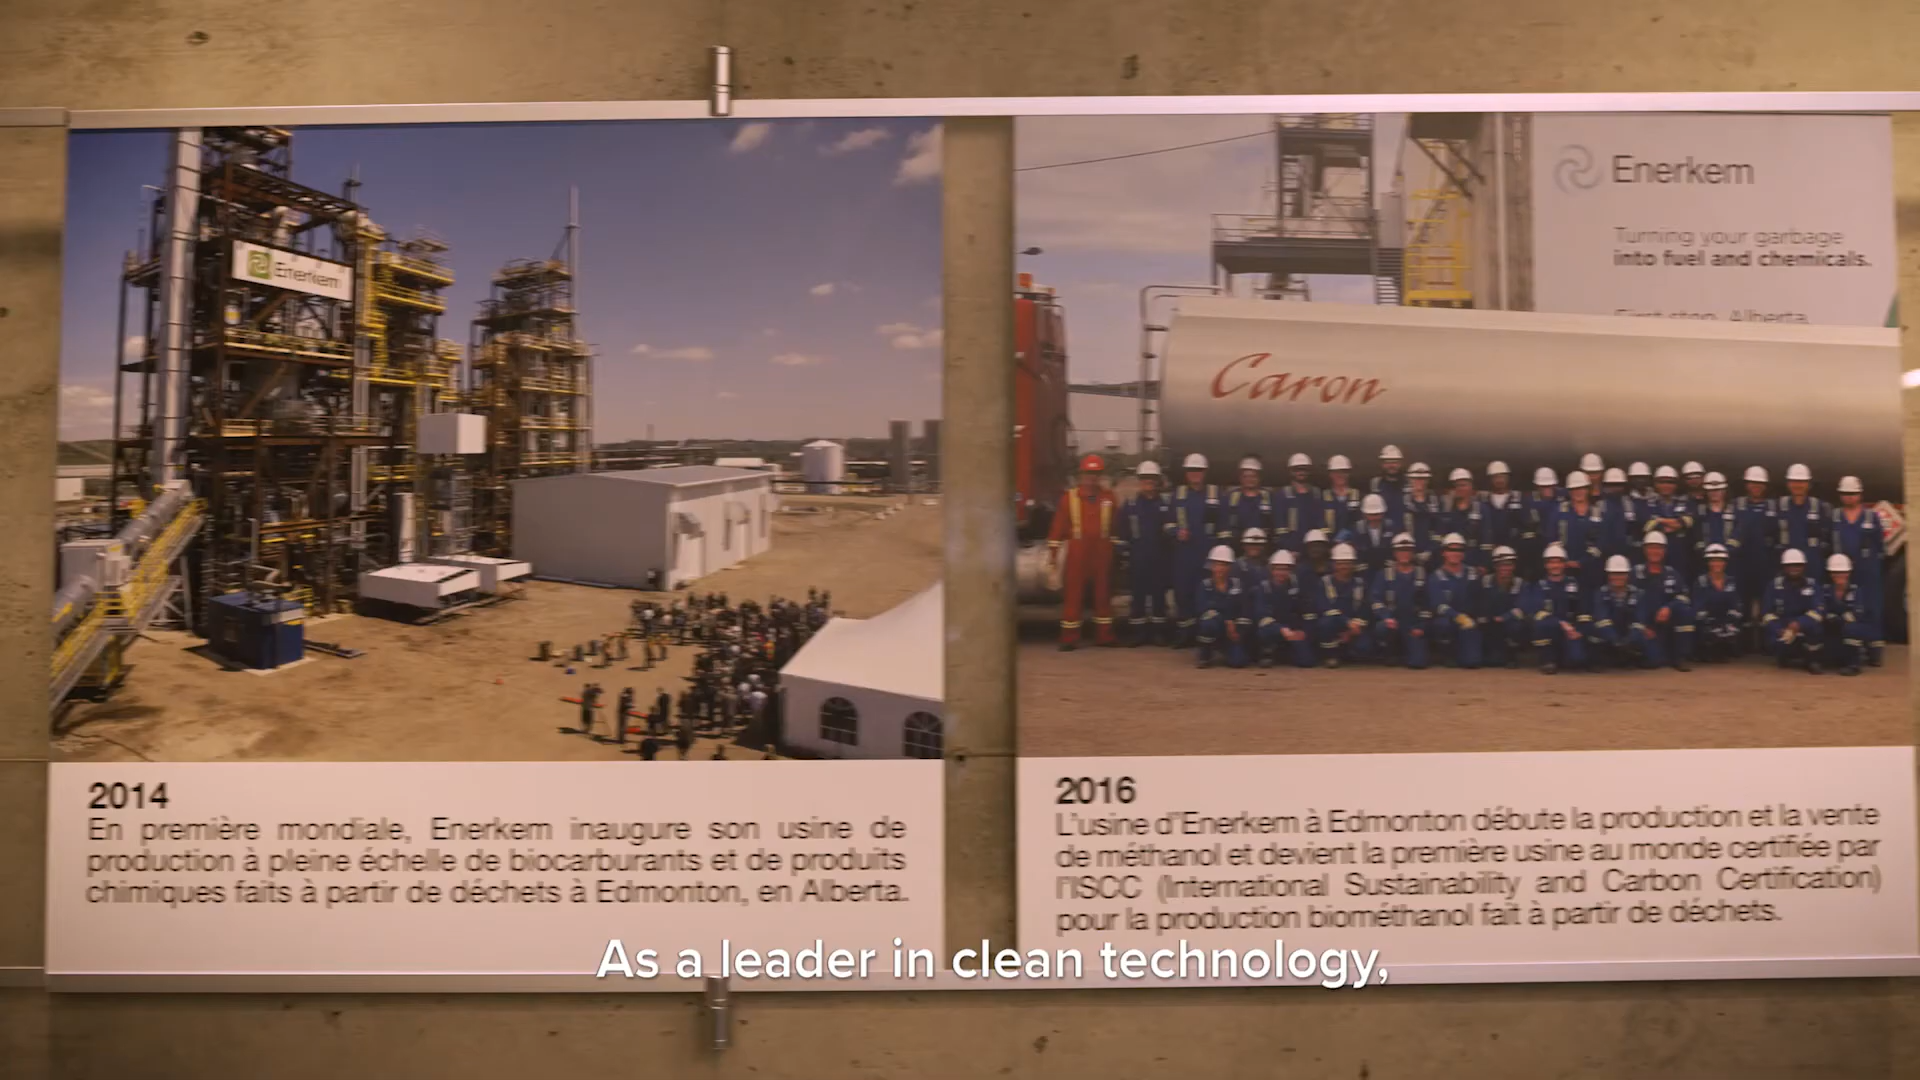 Enerkem
2014
En première mondiale, Enerkem inaugure son usine de
production à pleine échelle de biocarburants et de produits
chimiques faits à partir de déchets à Edmonton, en Alberta.
Enerkem
Turning your garbage
into fuel and chemicals.
First stop, Alberta.
Caron
2016
L'usine d'Enerkem à Edmonton débute la production et la vente
de méthanol et devient la première usine au monde certifiée par
l'ISCC (International Sustainability and Carbon Certification)
pour la production biométhanol fait à partir de déchets.
As a leader in clean technology,